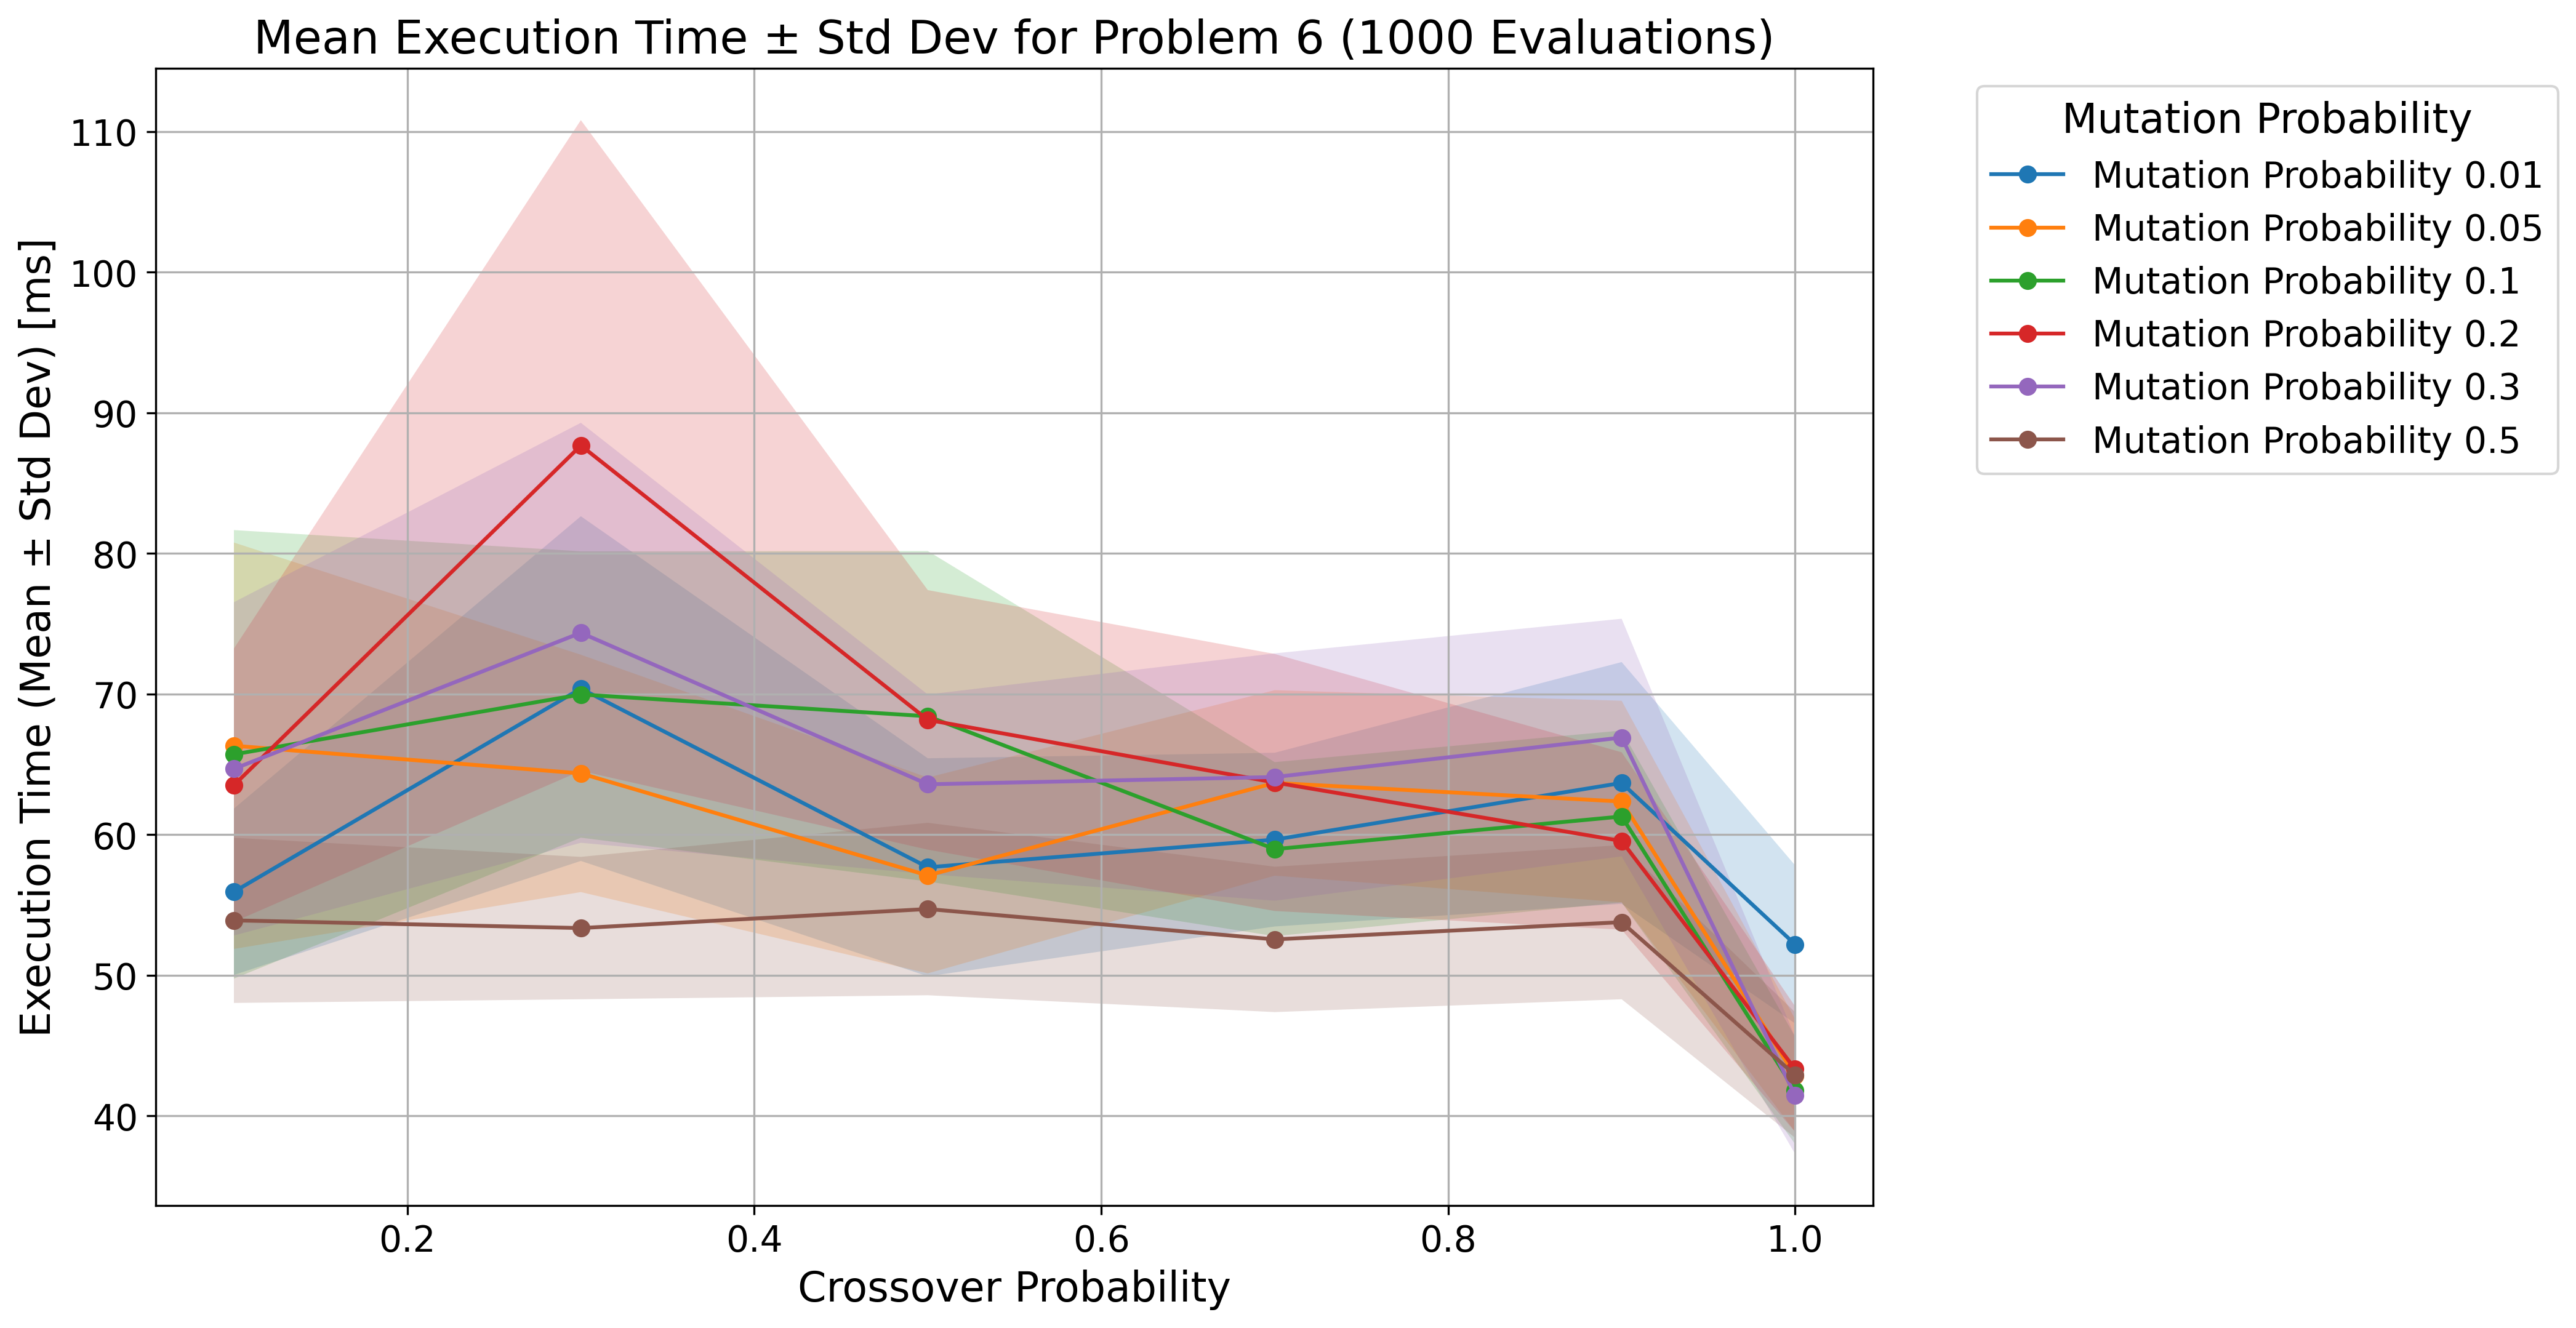 Mean Execution Time ± Std Dev for Problem 6 (1000 Evaluations)
Execution Time (Mean ± Std Dev) [ms]
110
100
90
80
70
60
50
40
0.2
0.4
0.6
0.8
1.0
Crossover Probability
Mutation Probability
Mutation Probability 0.01
Mutation Probability 0.05
Mutation Probability 0.1
Mutation Probability 0.2
Mutation Probability 0.3
Mutation Probability 0.5